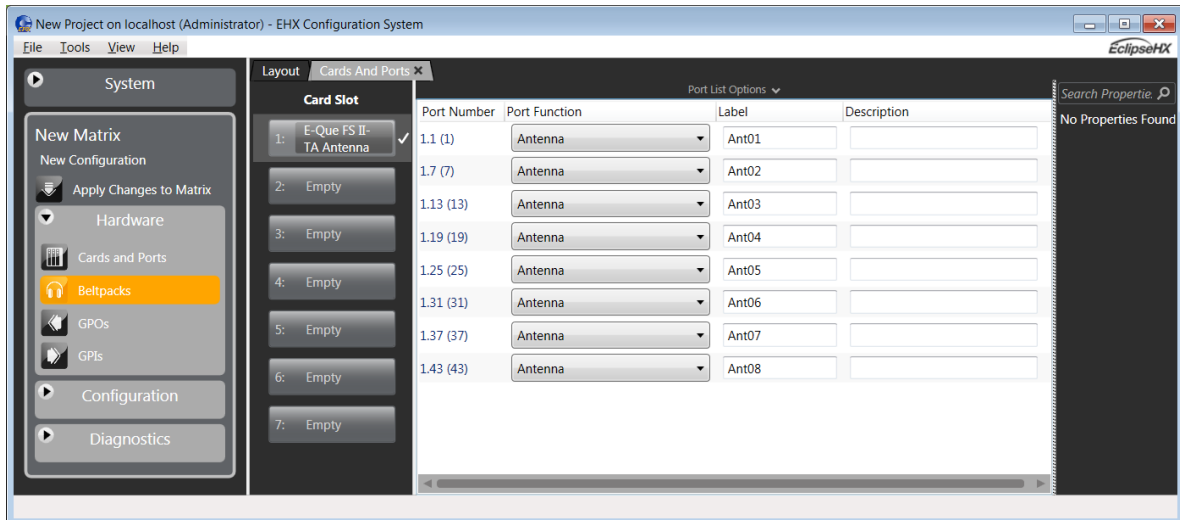 New Project on localhost (Administrator) - EHX Configuration System
File Tools View Help
EclipseHX
System
New Matrix
New Configuration
Apply Changes to Matrix
Hardware
Cards and Ports
Beltpacks
GPOs
GPIs
Configuration
Diagnostics
Layout Cards And Ports
Card Slot
1: E-Que FS II-
TA Antenna
2: Empty
3: Empty
4: Empty
5: Empty
6: Empty
7: Empty
Port List Options
Port Number Port Function Label Description
1.1 (1) Antenna Ant01
1.7 (7) Antenna Ant02
1.13 (13) Antenna Ant03
1.19 (19) Antenna Ant04
1.25 (25) Antenna Ant05
1.31 (31) Antenna Ant06
1.37 (37) Antenna Ant07
1.43 (43) Antenna Ant08
Search Propertie.
No Properties Found